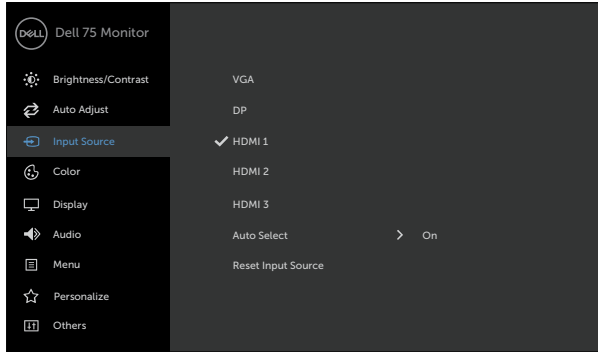 DELL Dell 75 Monitor
Brightness/Contrast
Auto Adjust
Input Source
Color
Display
Audio
Menu
Personalize
Others
VGA
DP
HDMI 1
HDMI 2
HDMI 3
Auto Select On
Reset Input Source